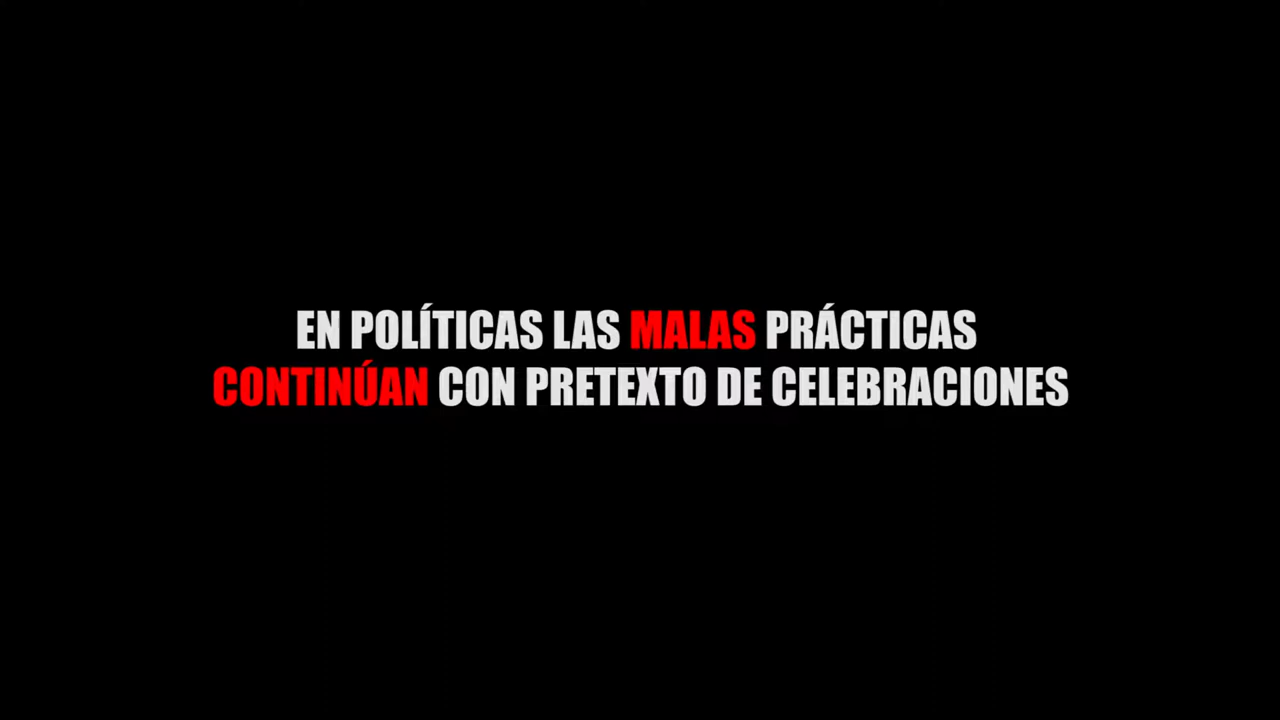 EN POLÍTICAS LAS MALAS PRÁCTICAS
CONTINÚAN CON PRETEXTO DE CELEBRACIONES